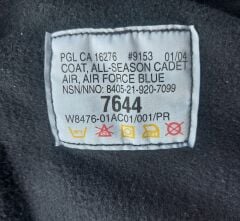 PGL CA 16276 #9153 01/04
COAT, ALL-SEASON CADET
AIR, AIR FORCE BLUE
NSN/NNO: 8405-21-920-7099
7644
W8476-01AC01/001/PR